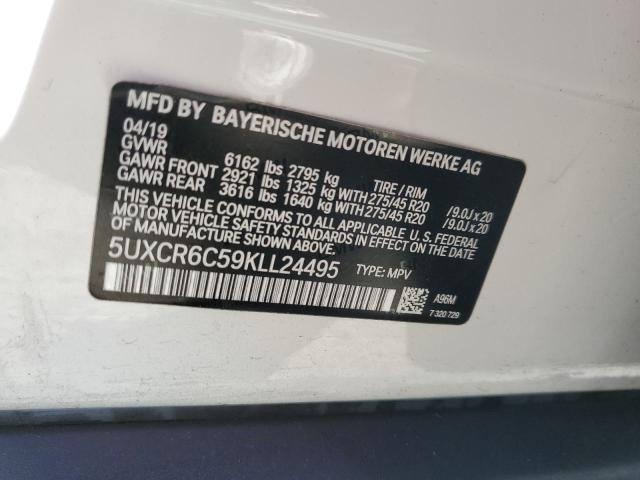 MFD BY BAYERISCHE MOTOREN WERKE AG
04/19
GVWR 6162 lbs 2795 kg TIRE / RIM
GAWR FRONT 2921 lbs 1325 kg WITH 275/45 R20 /9.0J x 20
GAWR REAR 3616 lbs 1640 kg WITH 275/45 R20 /9.0J x 20
THIS VEHICLE CONFORMS TO ALL APPLICABLE U.S. FEDERAL
MOTOR VEHICLE SAFETY STANDARDS IN EFFECT ON THE DATE
OF MANUFACTURE SHOWN ABOVE.
5UXCR6C59KLL24495 TYPE: MPV
A96M
7 320 729